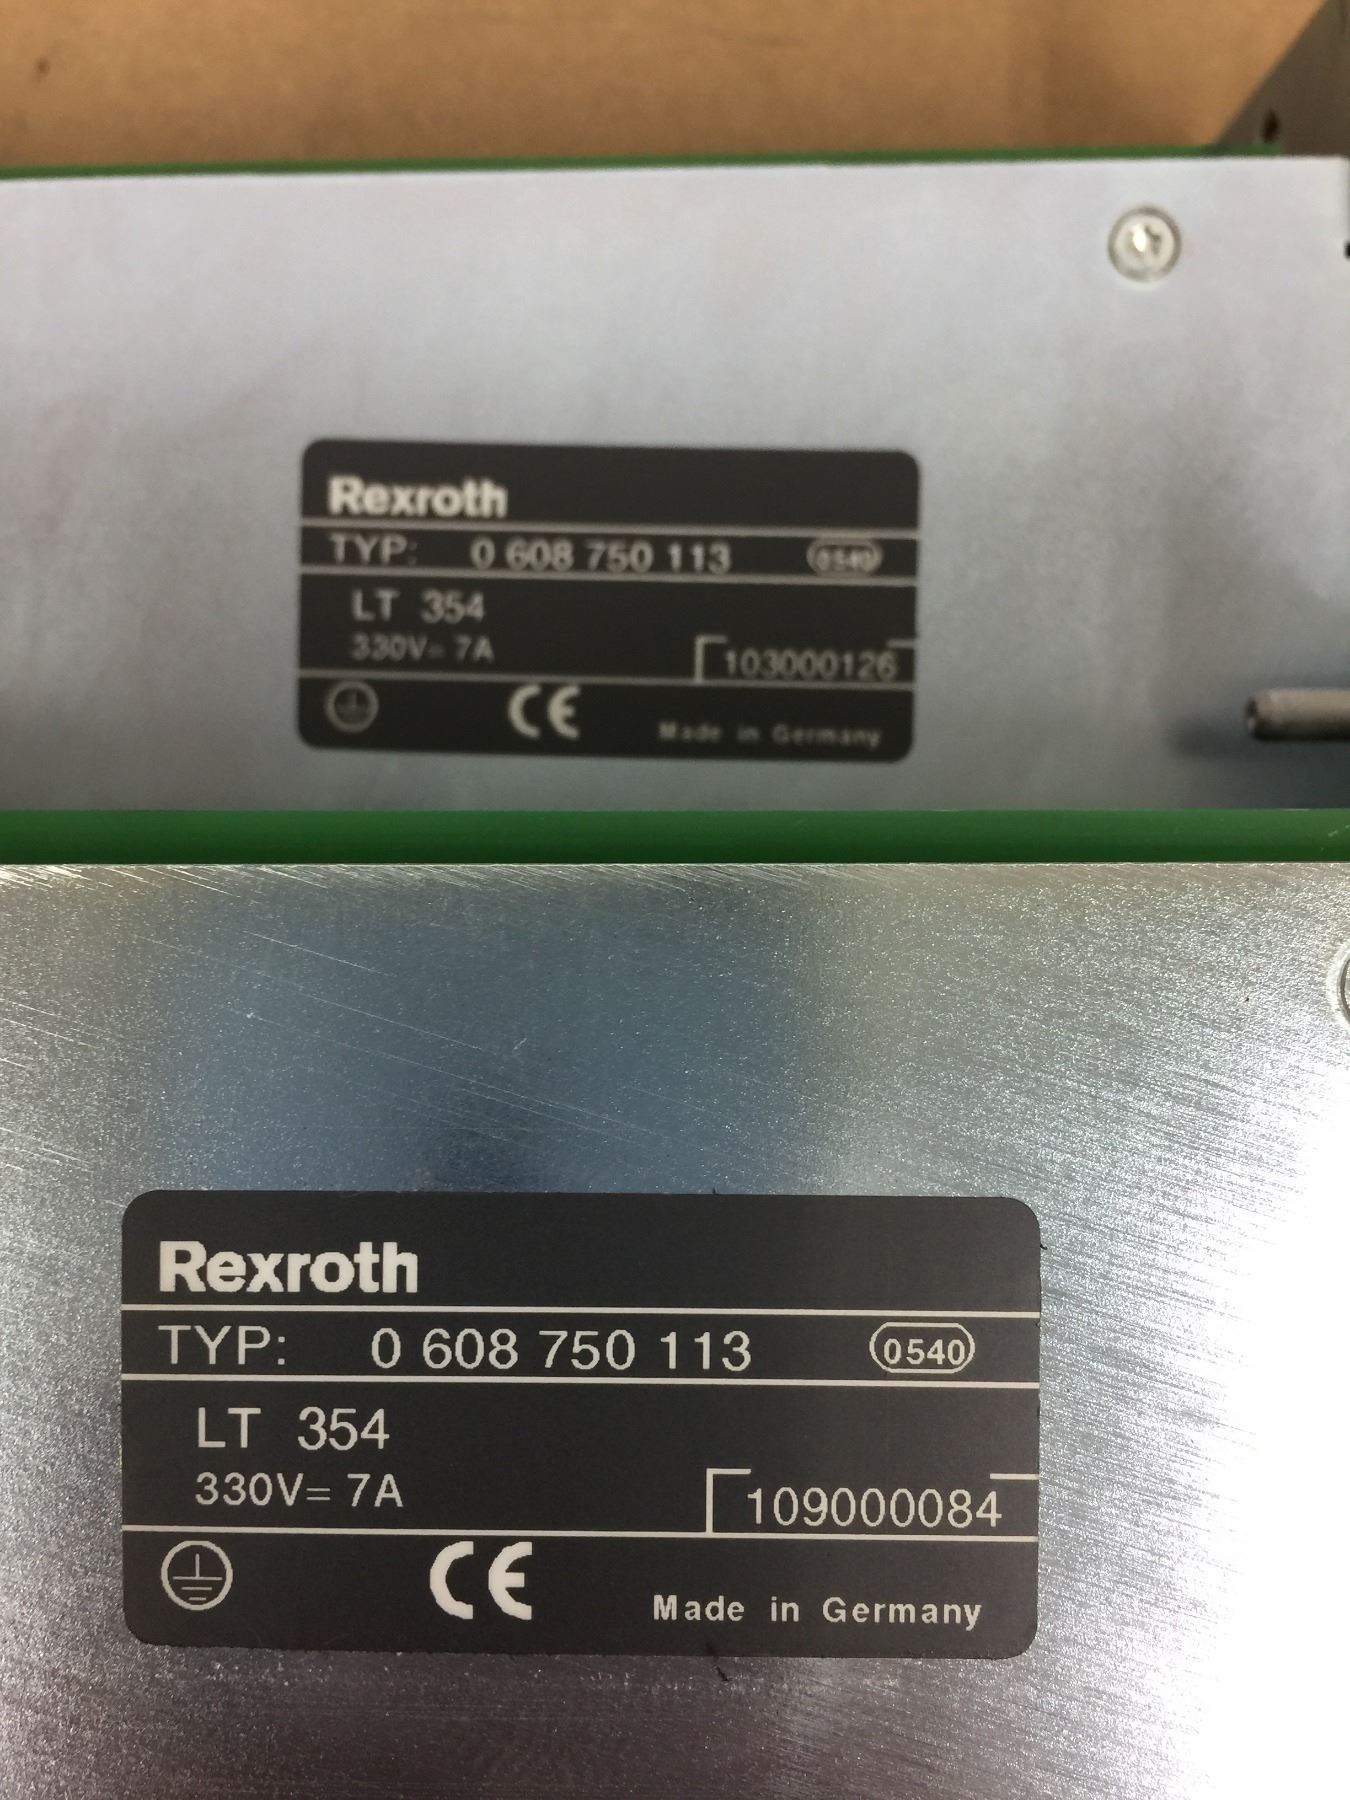 Rexroth
TYP: 0 608 750 113 0540
LT 354
330V= 7A
103000126
CE
Made in Germany
Rexroth
TYP: 0 608 750 113 0540
LT 354
330V= 7A
109000084
CE
Made in Germany